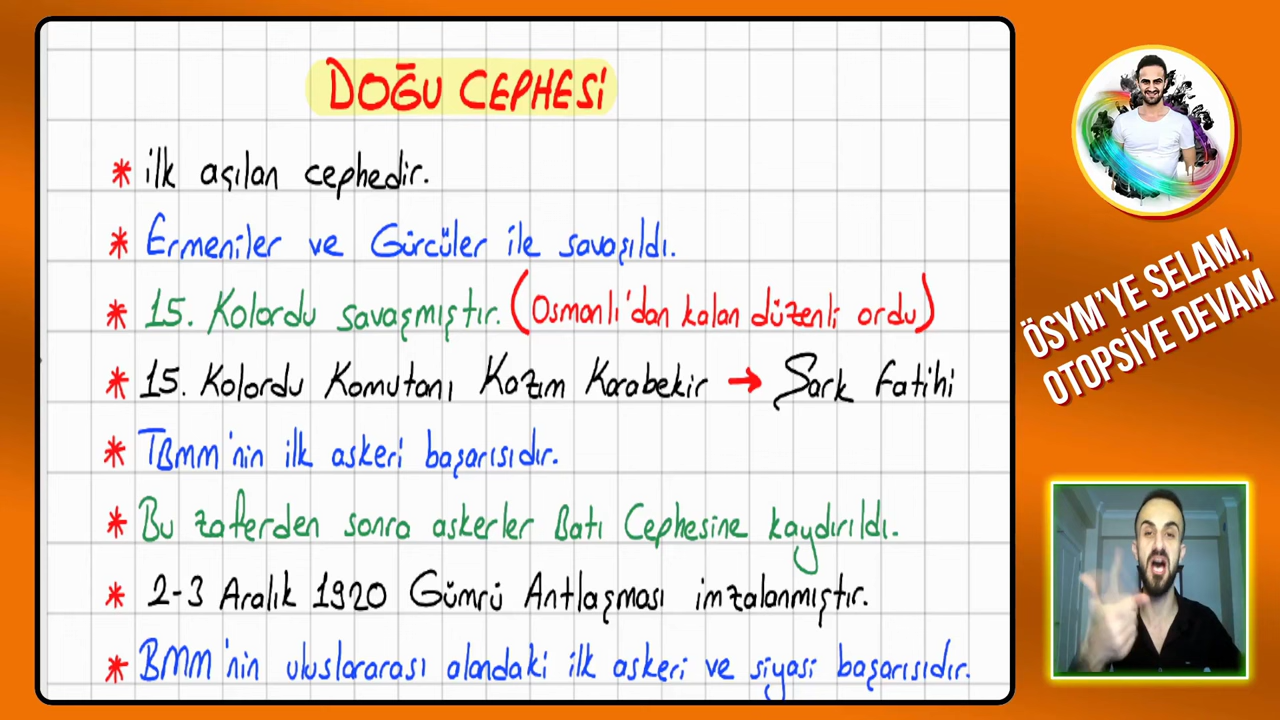 DOĞU CEPHESİ
* ilk açılan cephedir.
* Ermeniler ve Gürcüler ile savaşıldı.
* 15. Kolordu savaşmıştır. (Osmanlı'dan kalan düzenli ordu)
* 15. Kolordu Komutanı Kazım Karabekir → Şark Fatihi
* TBMM'nin ilk askeri başarısıdır.
* Bu zaferden sonra askerler Batı Cephesine kaydırıldı.
* 2-3 Aralık 1920 Gümrü Antlaşması imzalanmıştır.
* BMM'nin uluslararası alandaki ilk askeri ve siyasi başarısıdır.
ÖSYM'YE SELAM,
OTOPSİYE DEVAM